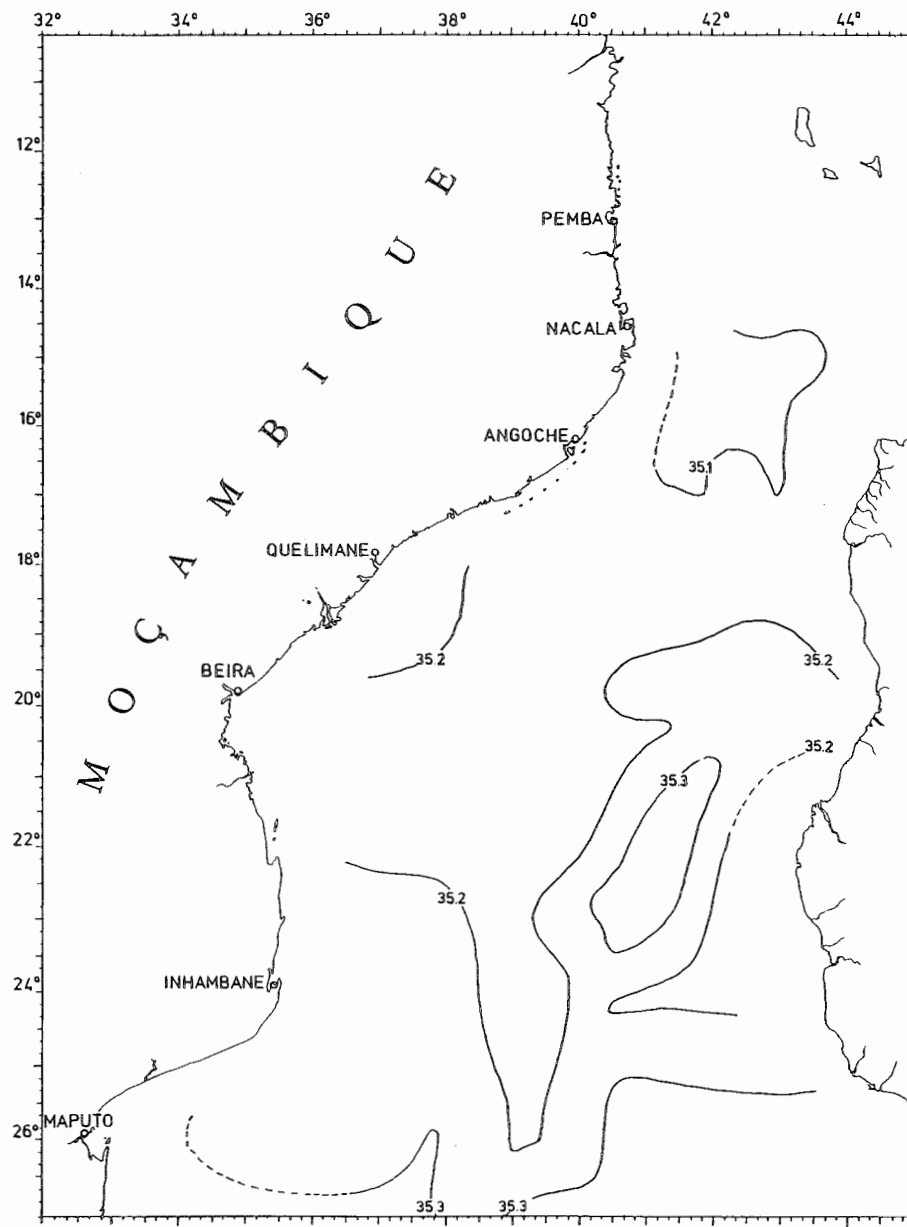 32° 34° 36° 38° 40° 42° 44°
12°
PEMBA
14°
NACALA
16°
ANGOCHE
35.1
QUELIMANE
18°
MOÇAMBIQUE
35.2
35.2
BEIRA
20°
35.2
35.3
22°
35.2
INHAMBANE
24°
MAPUTO
26°
35.3
35.3